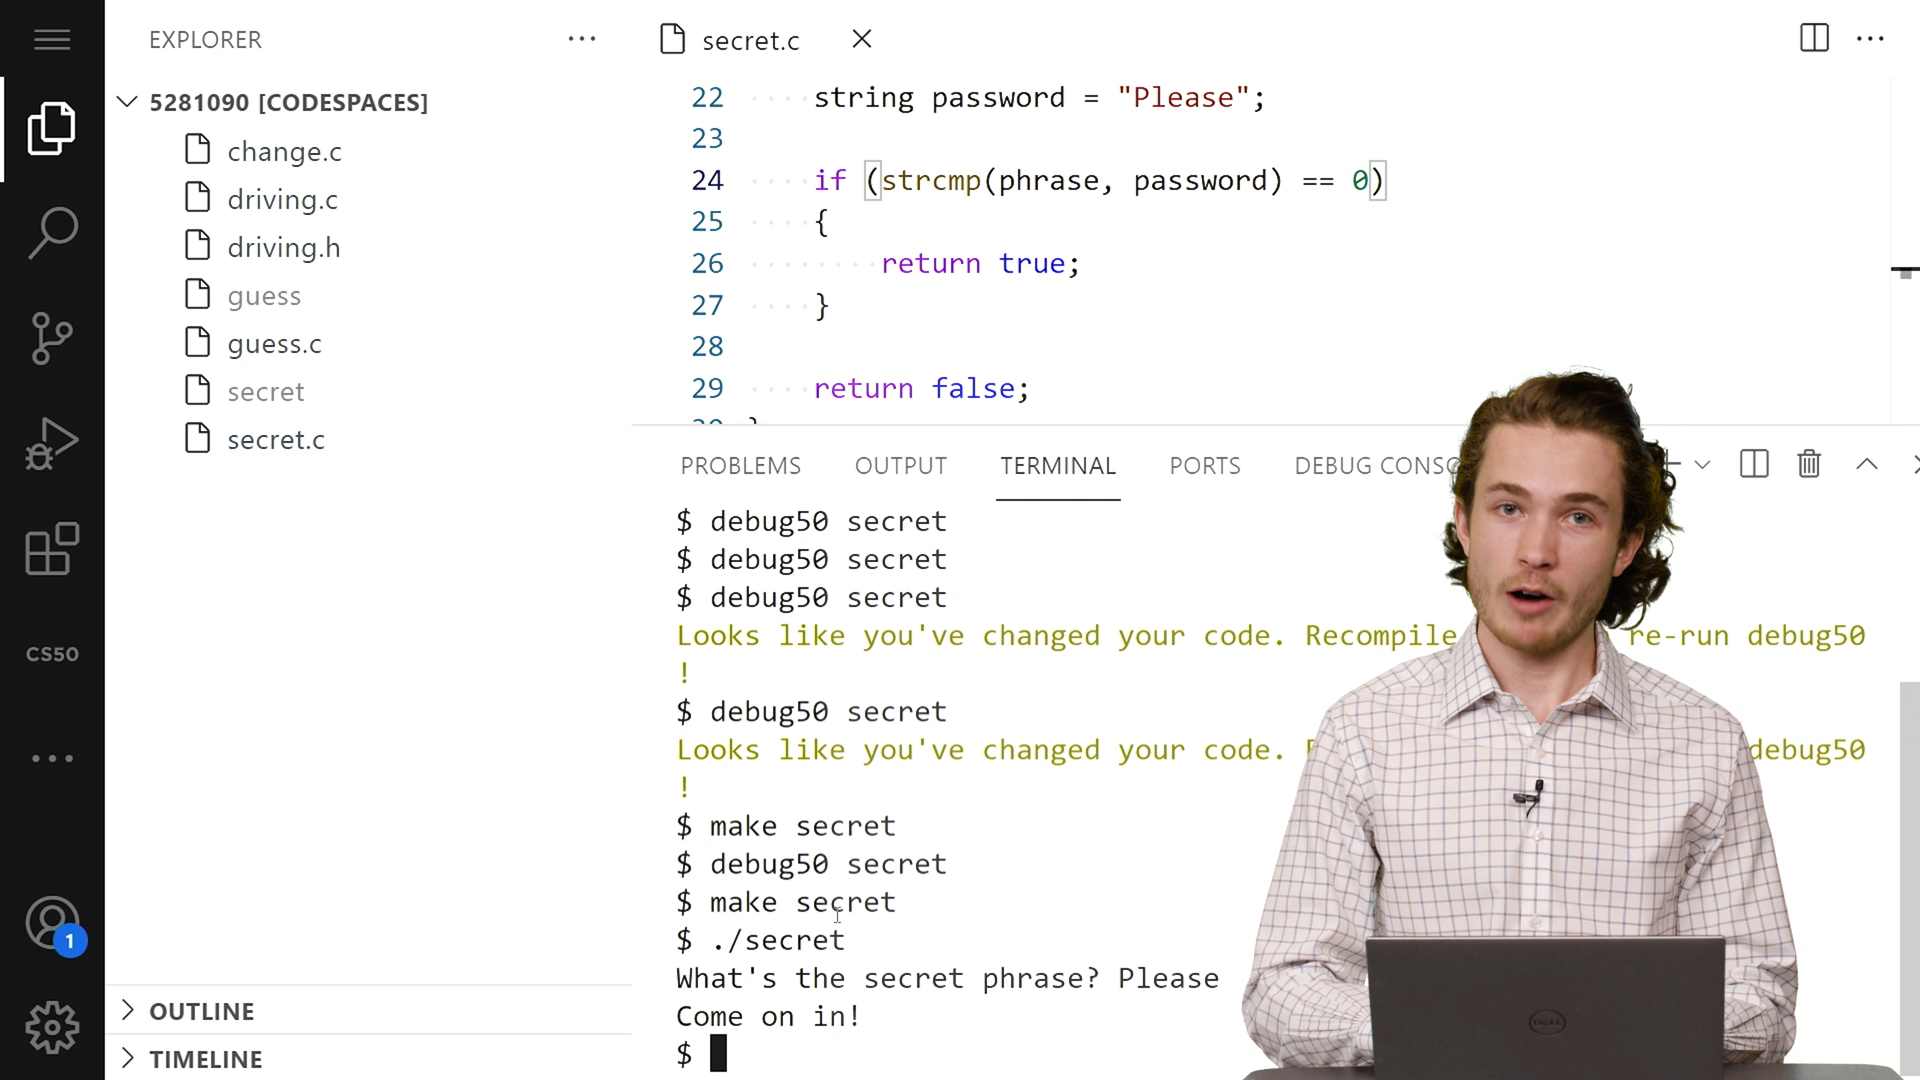 EXPLORER
5281090 [CODESPACES]
change.c
driving.c
driving.h
guess
guess.c
secret
secret.c
OUTLINE
TIMELINE
CS50
1
secret.c
22 string password = "Please";
23
24 if (strcmp(phrase, password) == 0)
25 {
26 return true;
27 }
28
29 return false;
PROBLEMS OUTPUT TERMINAL PORTS DEBUG
$ debug50 secret
$ debug50 secret
$ debug50 secret
Looks like you've changed your code. Recompile re-run debug50
!
$ debug50 secret
Looks like you've changed your code. debug50
!
$ make secret
$ debug50 secret
$ make secret
$ ./secret
What's the secret phrase? Please
Come on in!
$
DELL